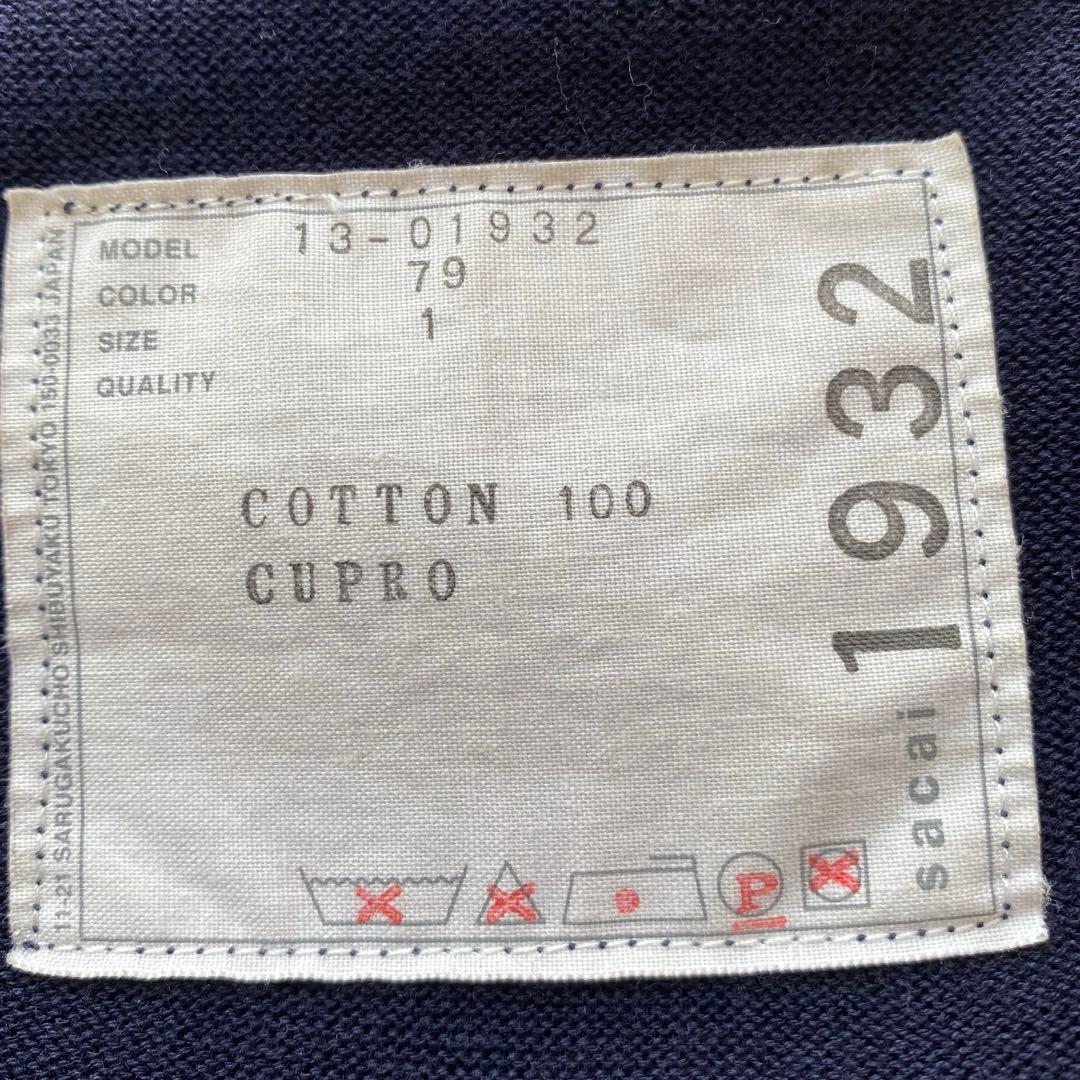 MODEL 13-01932
COLOR 79
SIZE 1
QUALITY
COTTON 100
CUPRO
P
sacai 1932
11-21 SARUGAKUCHO SHIBUYAKU TOKYO 150-0033 JAPAN